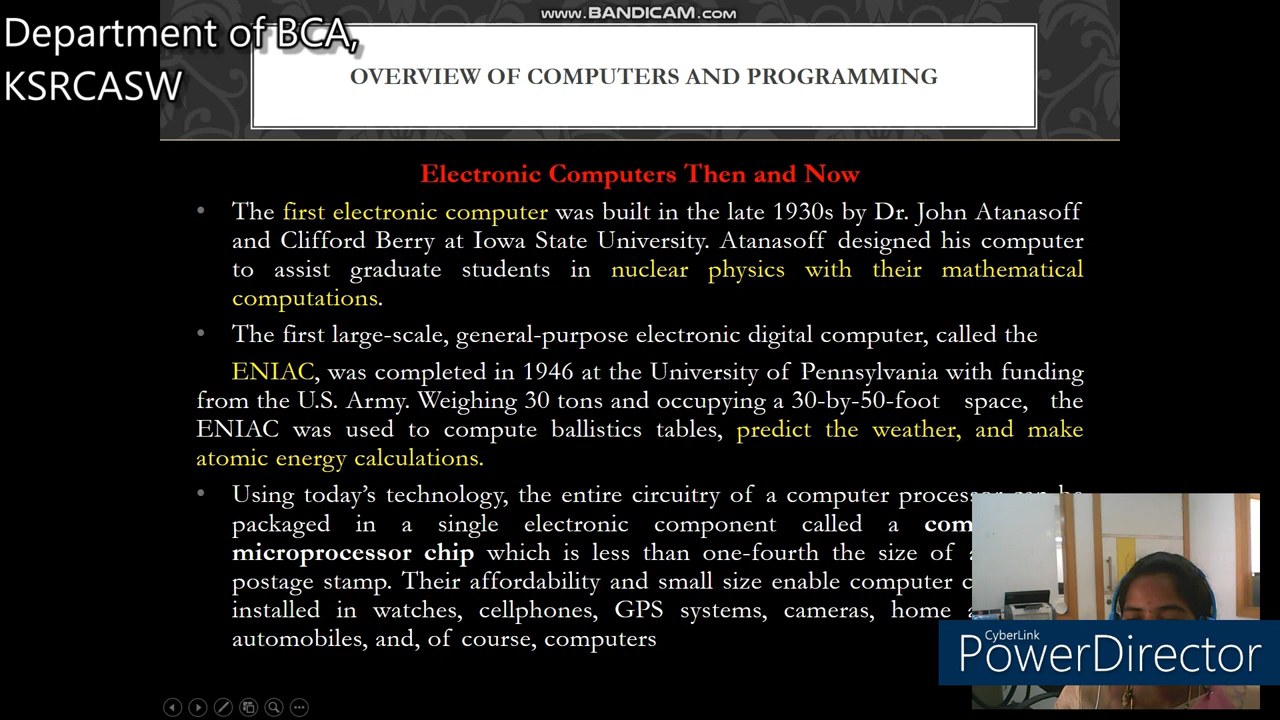 www.BANDICAM.com
Department of BCA,
KSRCASW
OVERVIEW OF COMPUTERS AND PROGRAMMING
Electronic Computers Then and Now
• The first electronic computer was built in the late 1930s by Dr. John Atanasoff
and Clifford Berry at Iowa State University. Atanasoff designed his computer
to assist graduate students in nuclear physics with their mathematical
computations.
• The first large-scale, general-purpose electronic digital computer, called the
ENIAC, was completed in 1946 at the University of Pennsylvania with funding
from the U.S. Army. Weighing 30 tons and occupying a 30-by-50-foot space, the
ENIAC was used to compute ballistics tables, predict the weather, and make
atomic energy calculations.
• Using today's technology, the entire circuitry of a computer processor can be
packaged in a single electronic component called a
microprocessor chip which is less than one-fourth the size of
postage stamp. Their affordability and small size enable computer
installed in watches, cellphones, GPS systems, cameras, home
automobiles, and, of course, computers
CyberLink
PowerDirector